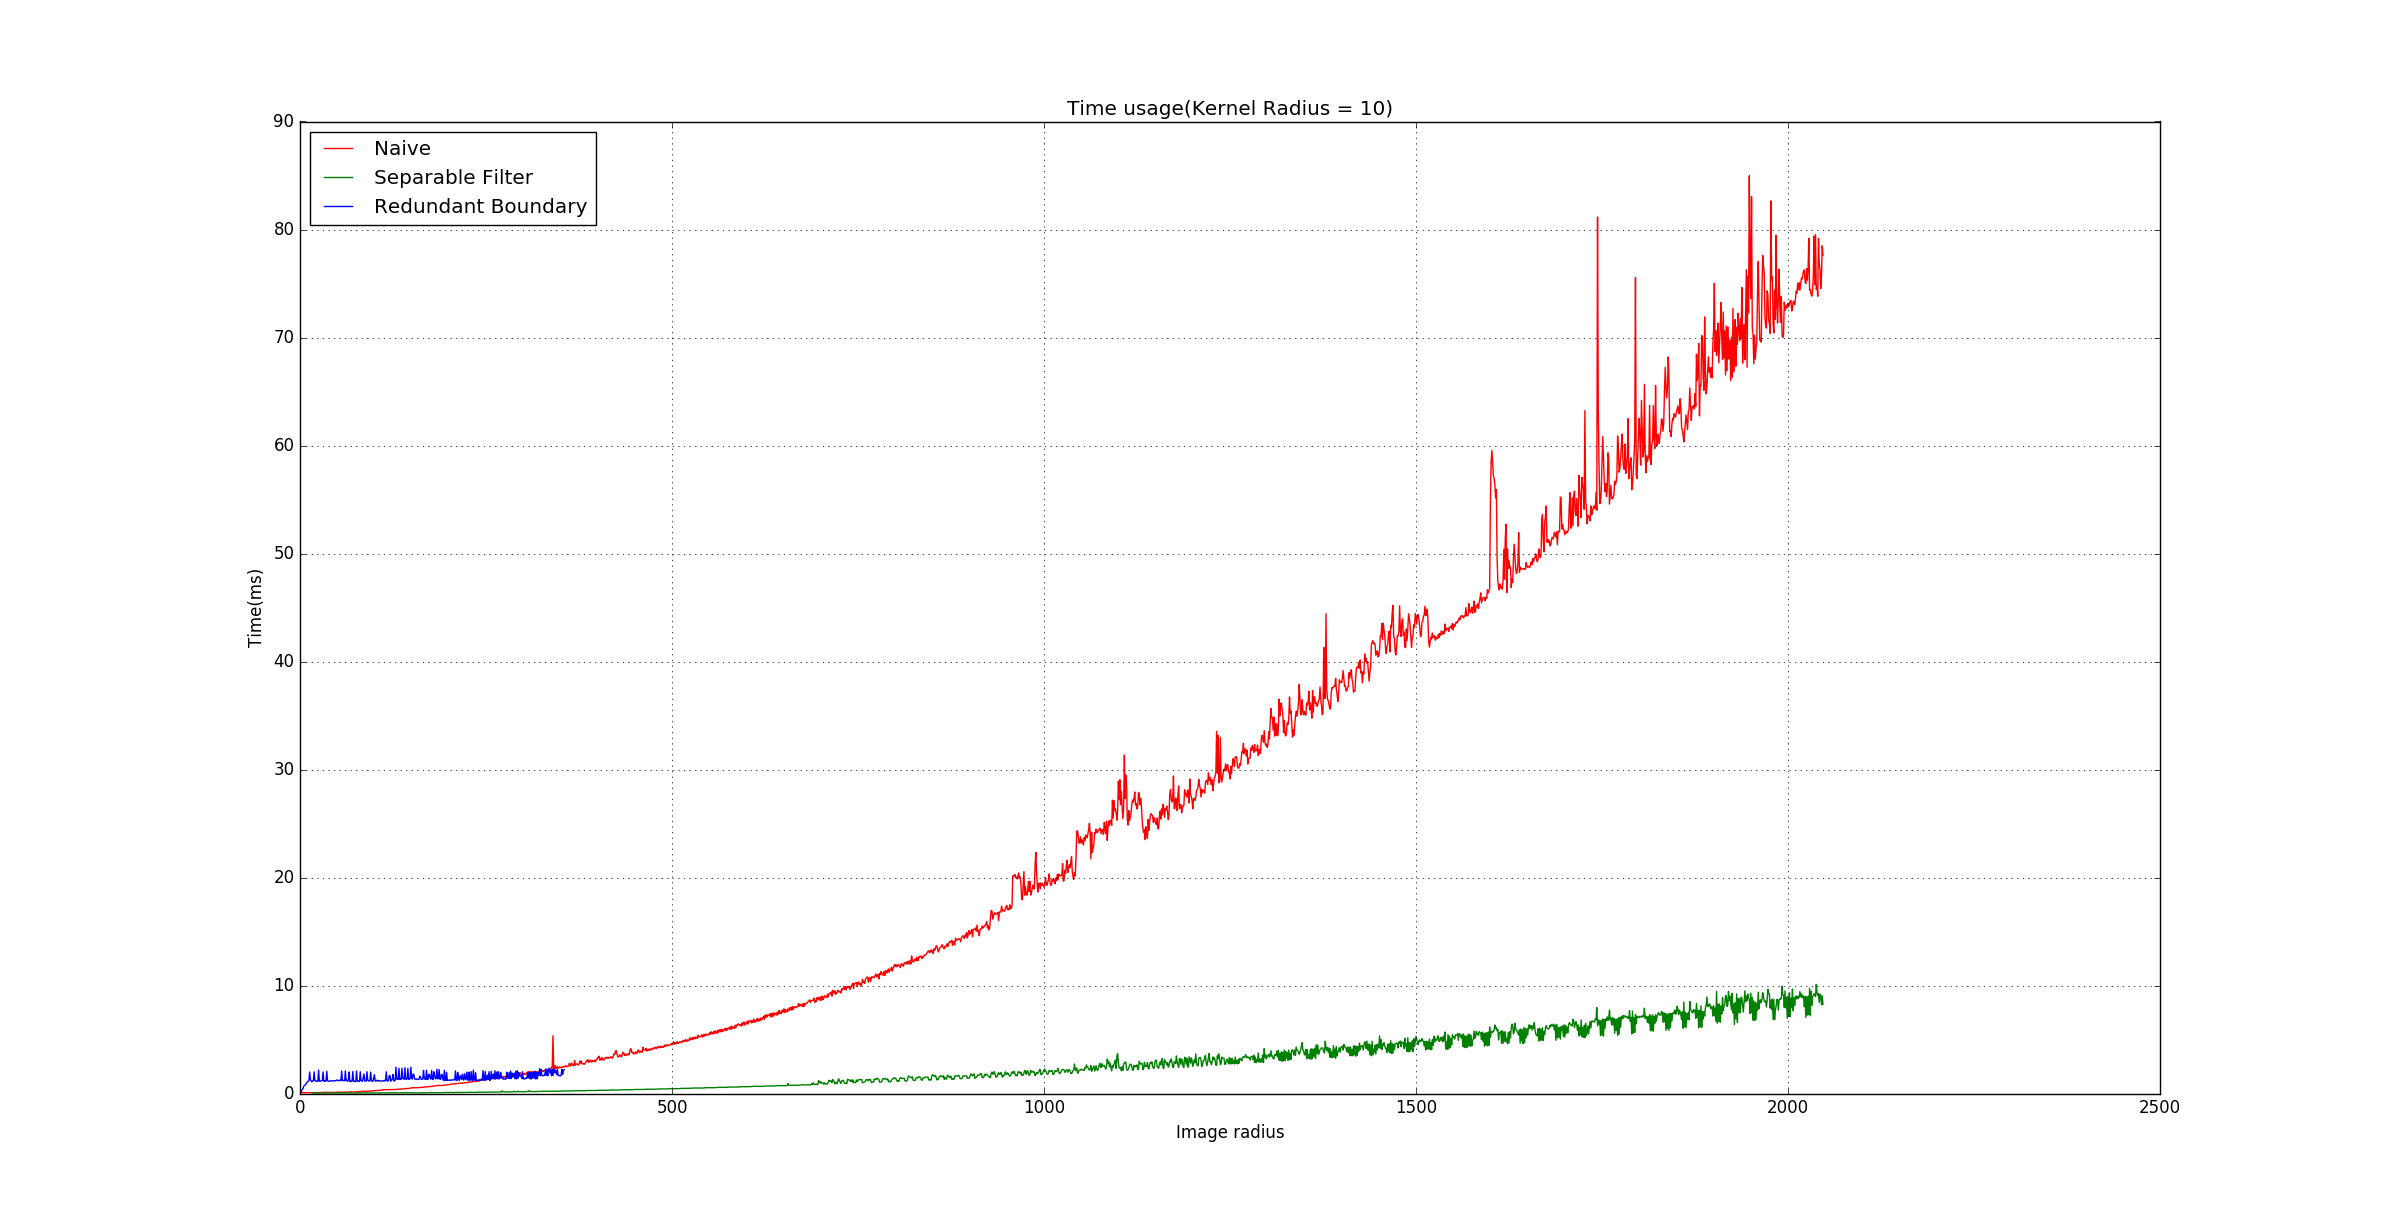 Time usage(Kernel Radius = 10)
90
80
70
60
50
40
30
20
10
0
Naive
Separable Filter
Redundant Boundary
Time(ms)
0 500 1000 1500 2000 2500
Image radius